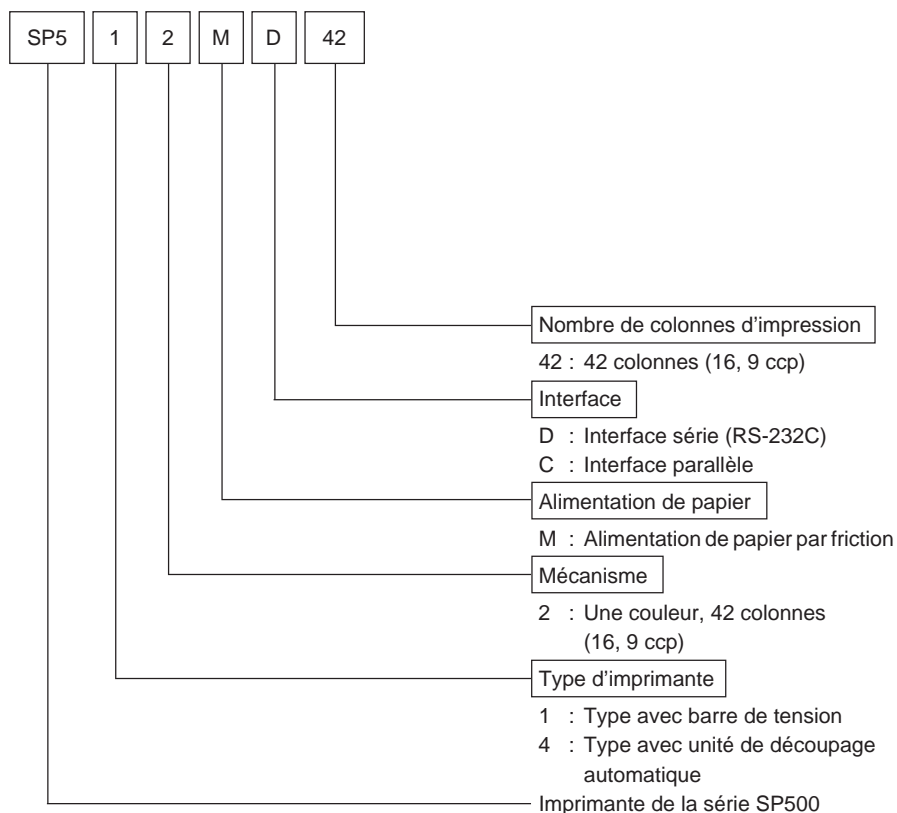 SP5 1 2 M D 42
Nombre de colonnes d’impression
42 : 42 colonnes (16, 9 ccp)
Interface
D : Interface série (RS-232C)
C : Interface parallèle
Alimentation de papier
M : Alimentation de papier par friction
Mécanisme
2 : Une couleur, 42 colonnes
(16, 9 ccp)
Type d’imprimante
1 : Type avec barre de tension
4 : Type avec unité de découpage
automatique
Imprimante de la série SP500